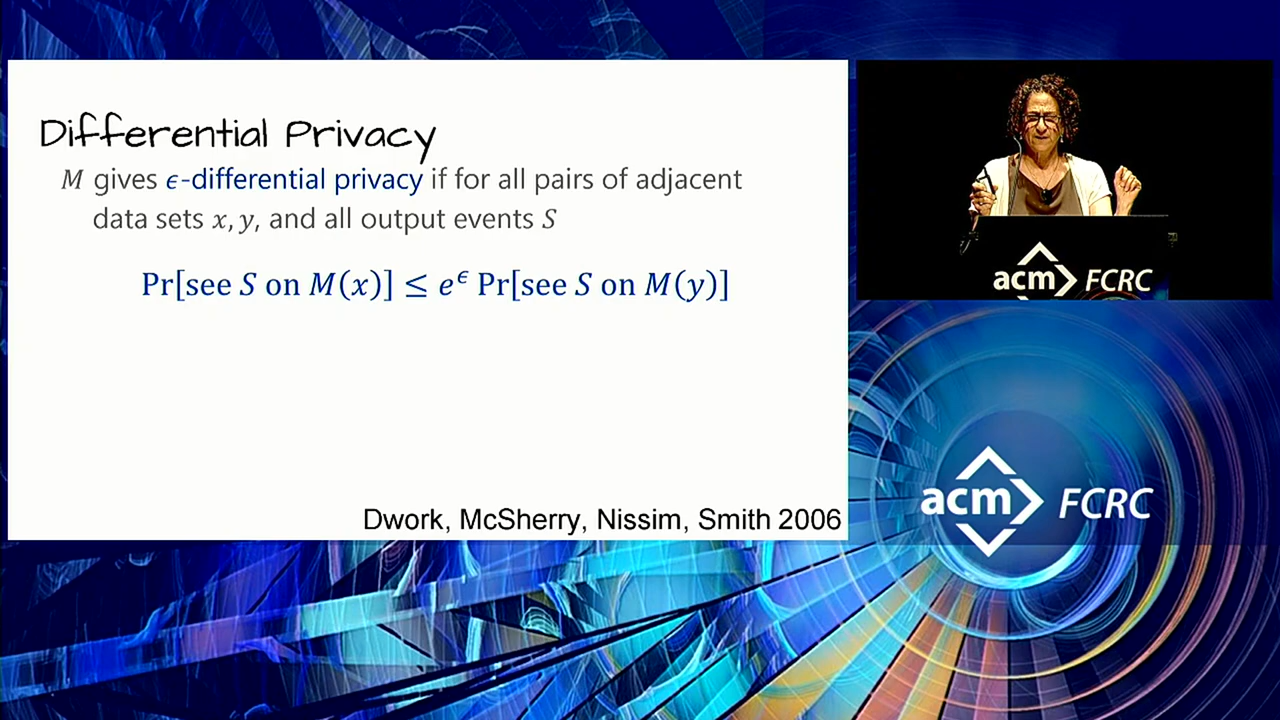 Differential Privacy
M gives ϵ-differential privacy if for all pairs of adjacent
data sets x, y, and all output events S
Pr[see S on M(x)] ≤ e^ϵ Pr[see S on M(y)]
Dwork, McSherry, Nissim, Smith 2006
acm FCRC
acm FCRC